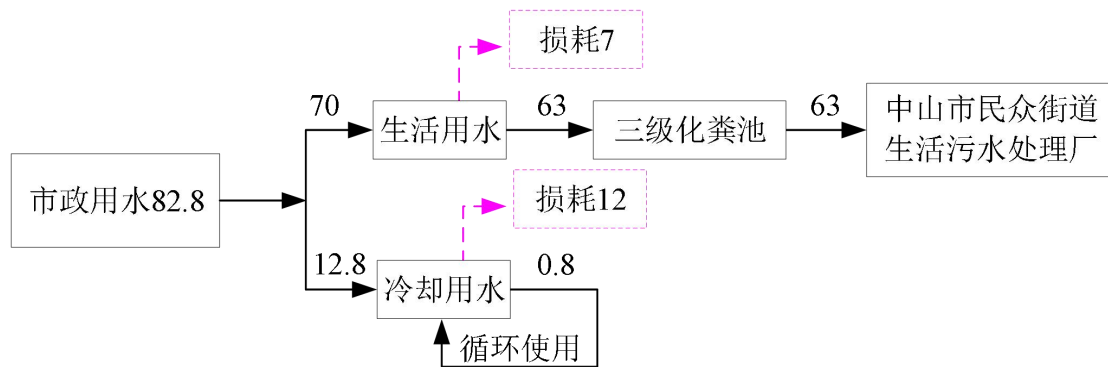 损耗7
70
生活用水
63
三级化粪池
63
中山市民众街道
生活污水处理厂
市政用水82.8
损耗12
12.8
冷却用水
0.8
循环使用